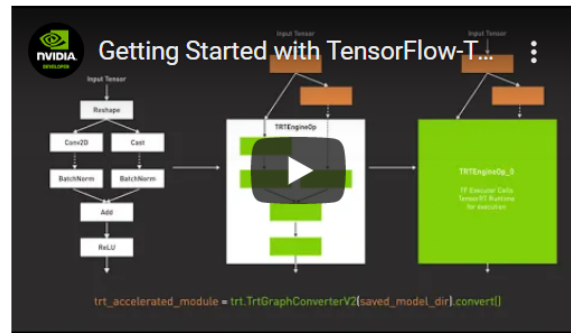 NVIDIA.
DEVELOPER
Getting Started with TensorFlow-T...
Input Tensor
Input Tensor
Input Tensor
Reshape
Conv2D
Cast
BatchNorm
BatchNorm
Add
ReLU
TRTEngineOp
TRTEngineOp_0
TF Executor Calls
TensorRT Runtime
for execution
trt_accelerated_module = trt.TrtGraphConverterV2(saved_model_dir).convert()